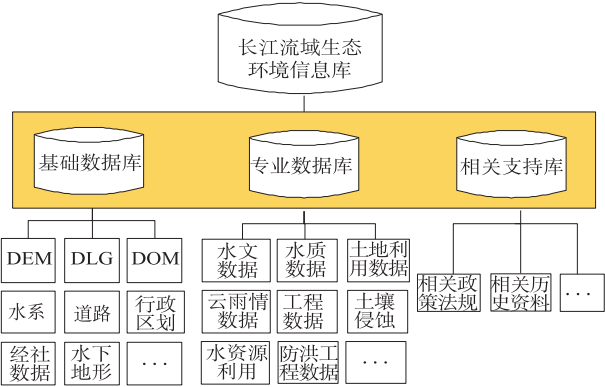 长江流域生态
环境信息库
基础数据库
专业数据库
相关支持库
DEM
DLG
DOM
水系
道路
行政
区划
经社
数据
水下
地形
···
水文
数据
水质
数据
土地利
用数据
云雨情
数据
工程
数据
土壤
侵蚀
水资源
利用
防洪工
程数据
···
相关政
策法规
相关历
史资料
···